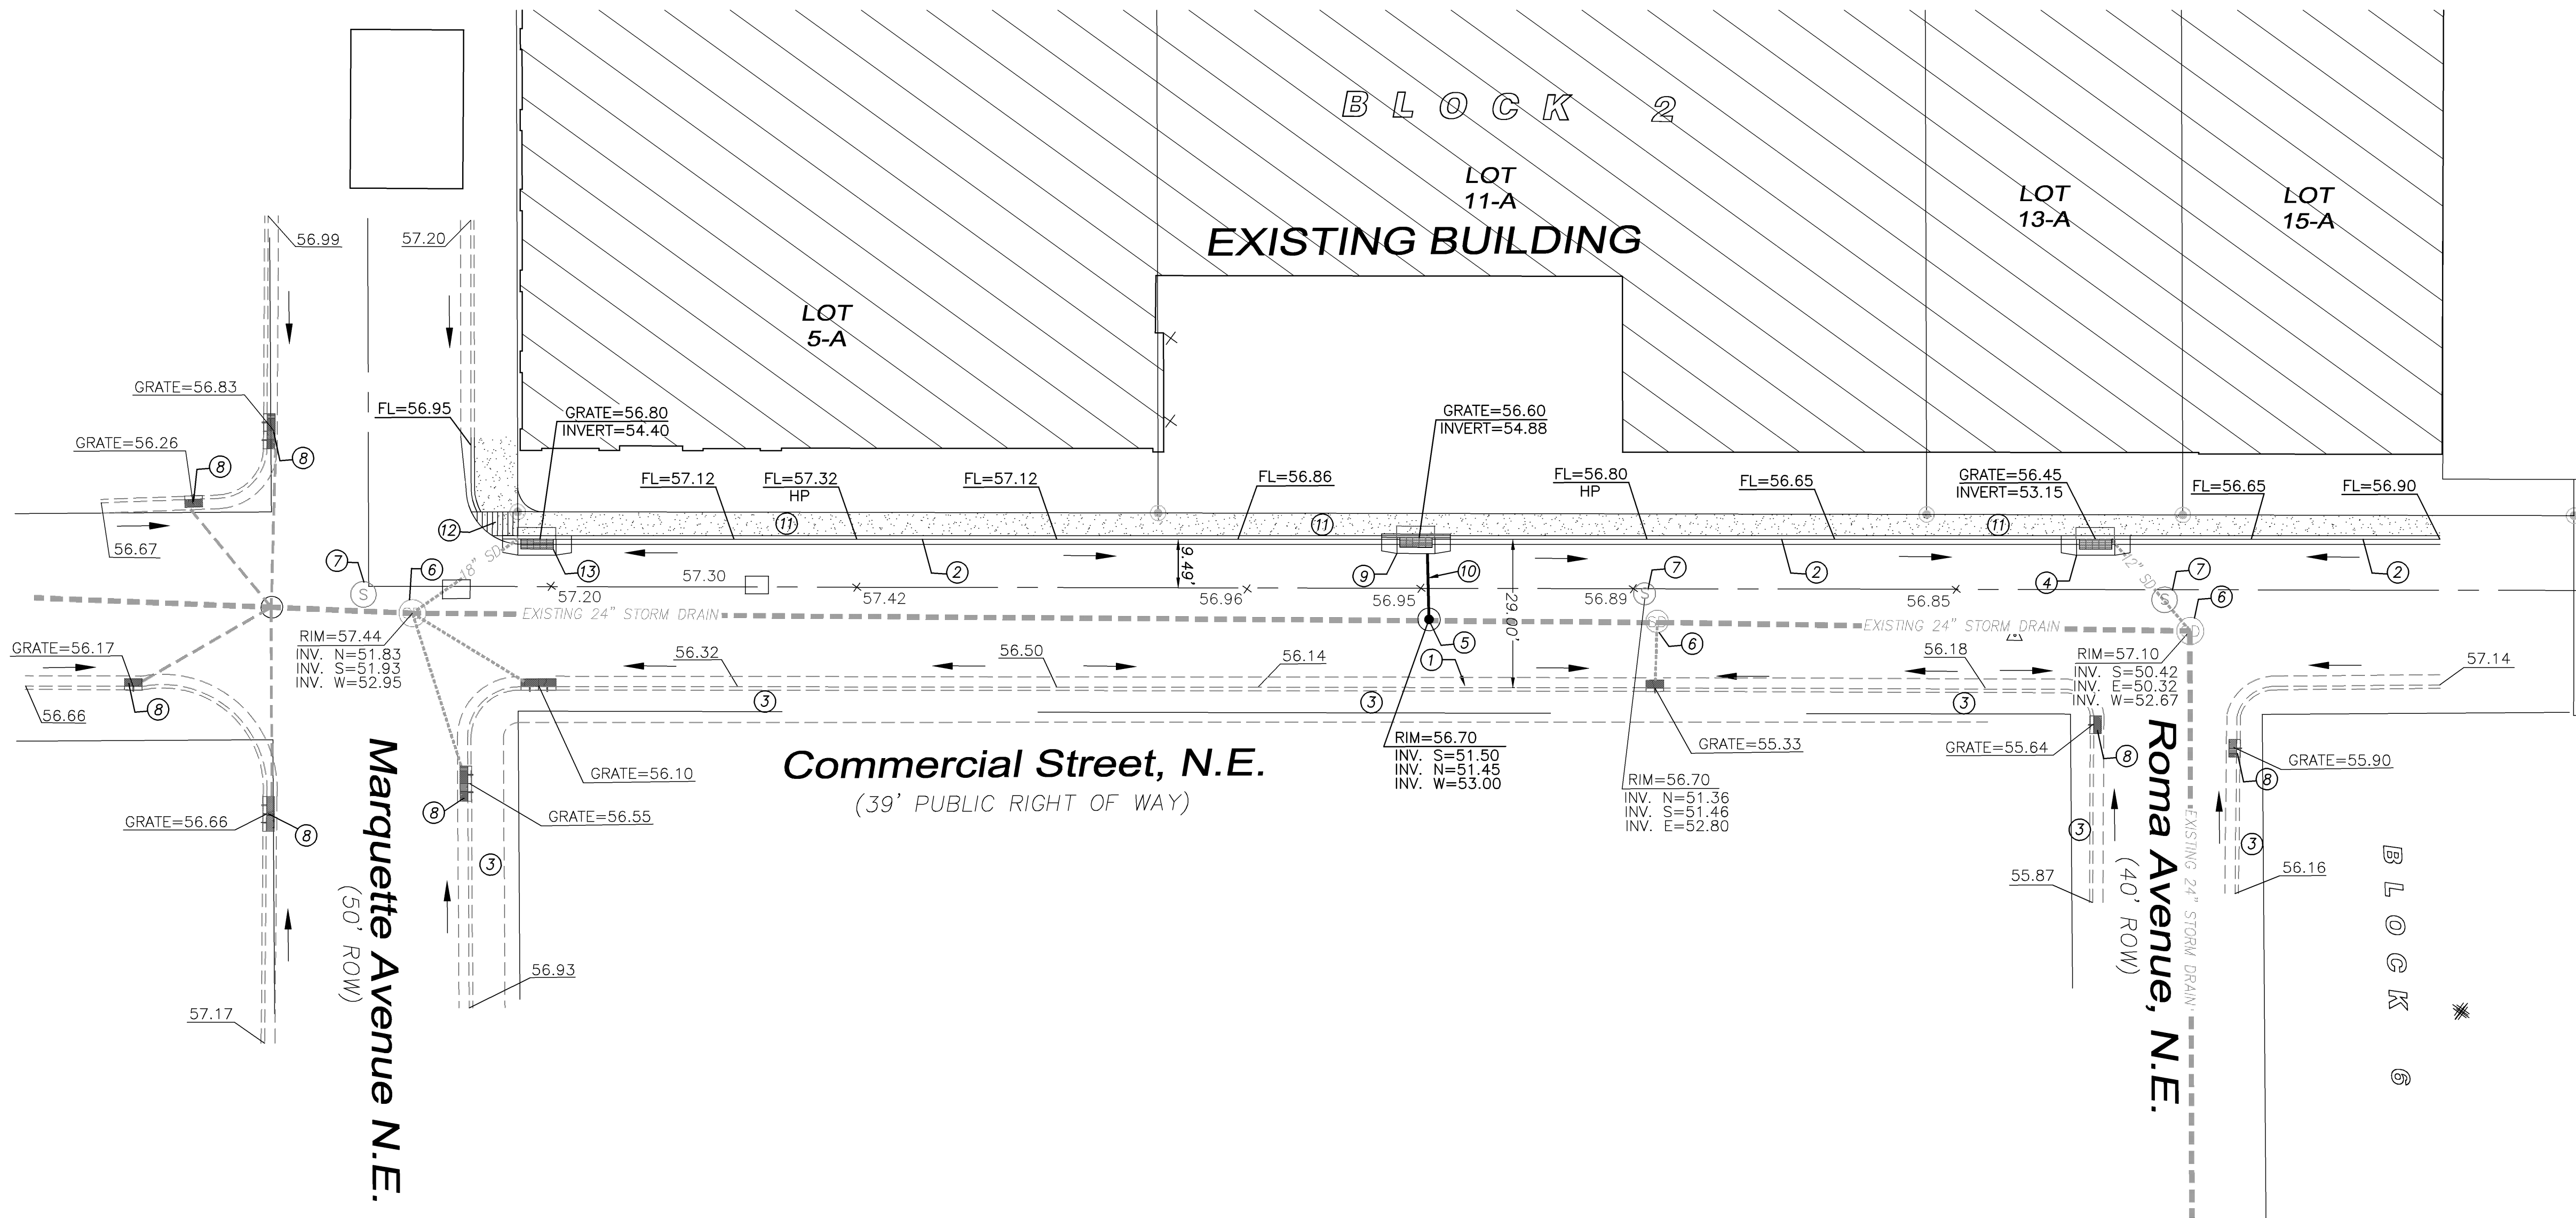 BLOCK 2
LOT
11-A
EXISTING BUILDING
LOT
13-A
LOT
15-A
LOT
5-A
56.99
57.20
GRATE=56.83
GRATE=56.26
8
8
56.67
FL=56.95
GRATE=56.80
INVERT=54.40
GRATE=56.60
INVERT=54.88
FL=57.12
FL=57.32
HP
FL=57.12
FL=56.86
FL=56.80
HP
FL=56.65
GRATE=56.45
INVERT=53.15
FL=56.65
FL=56.90
12
11
11
11
7
6
18" SD
13
2
9.49'
9
10
7
2
4
12" SD
7
6
2
57.20
57.30
57.42
56.96
56.95
56.89
56.85
S
S
S
SD
SD
SD
EXISTING 24" STORM DRAIN
EXISTING 24" STORM DRAIN
29.00'
5
6
1
RIM=57.44
INV. N=51.83
INV. S=51.93
INV. W=52.95
GRATE=56.17
8
56.66
56.32
56.50
56.14
56.18
RIM=57.10
INV. S=50.42
INV. E=50.32
INV. W=52.67
57.14
3
3
3
RIM=56.70
INV. S=51.50
INV. N=51.45
INV. W=53.00
GRATE=55.33
GRATE=55.64
8
GRATE=55.90
8
RIM=56.70
INV. N=51.36
INV. S=51.46
INV. E=52.80
Commercial Street, N.E.
(39' PUBLIC RIGHT OF WAY)
GRATE=56.10
GRATE=56.55
8
GRATE=56.66
8
3
3
3
55.87
56.16
56.93
57.17
Marquette Avenue N.E.
(50' ROW)
Roma Avenue, N.E.
(40' ROW)
EXISTING 24" STORM DRAIN
BLOCK 6